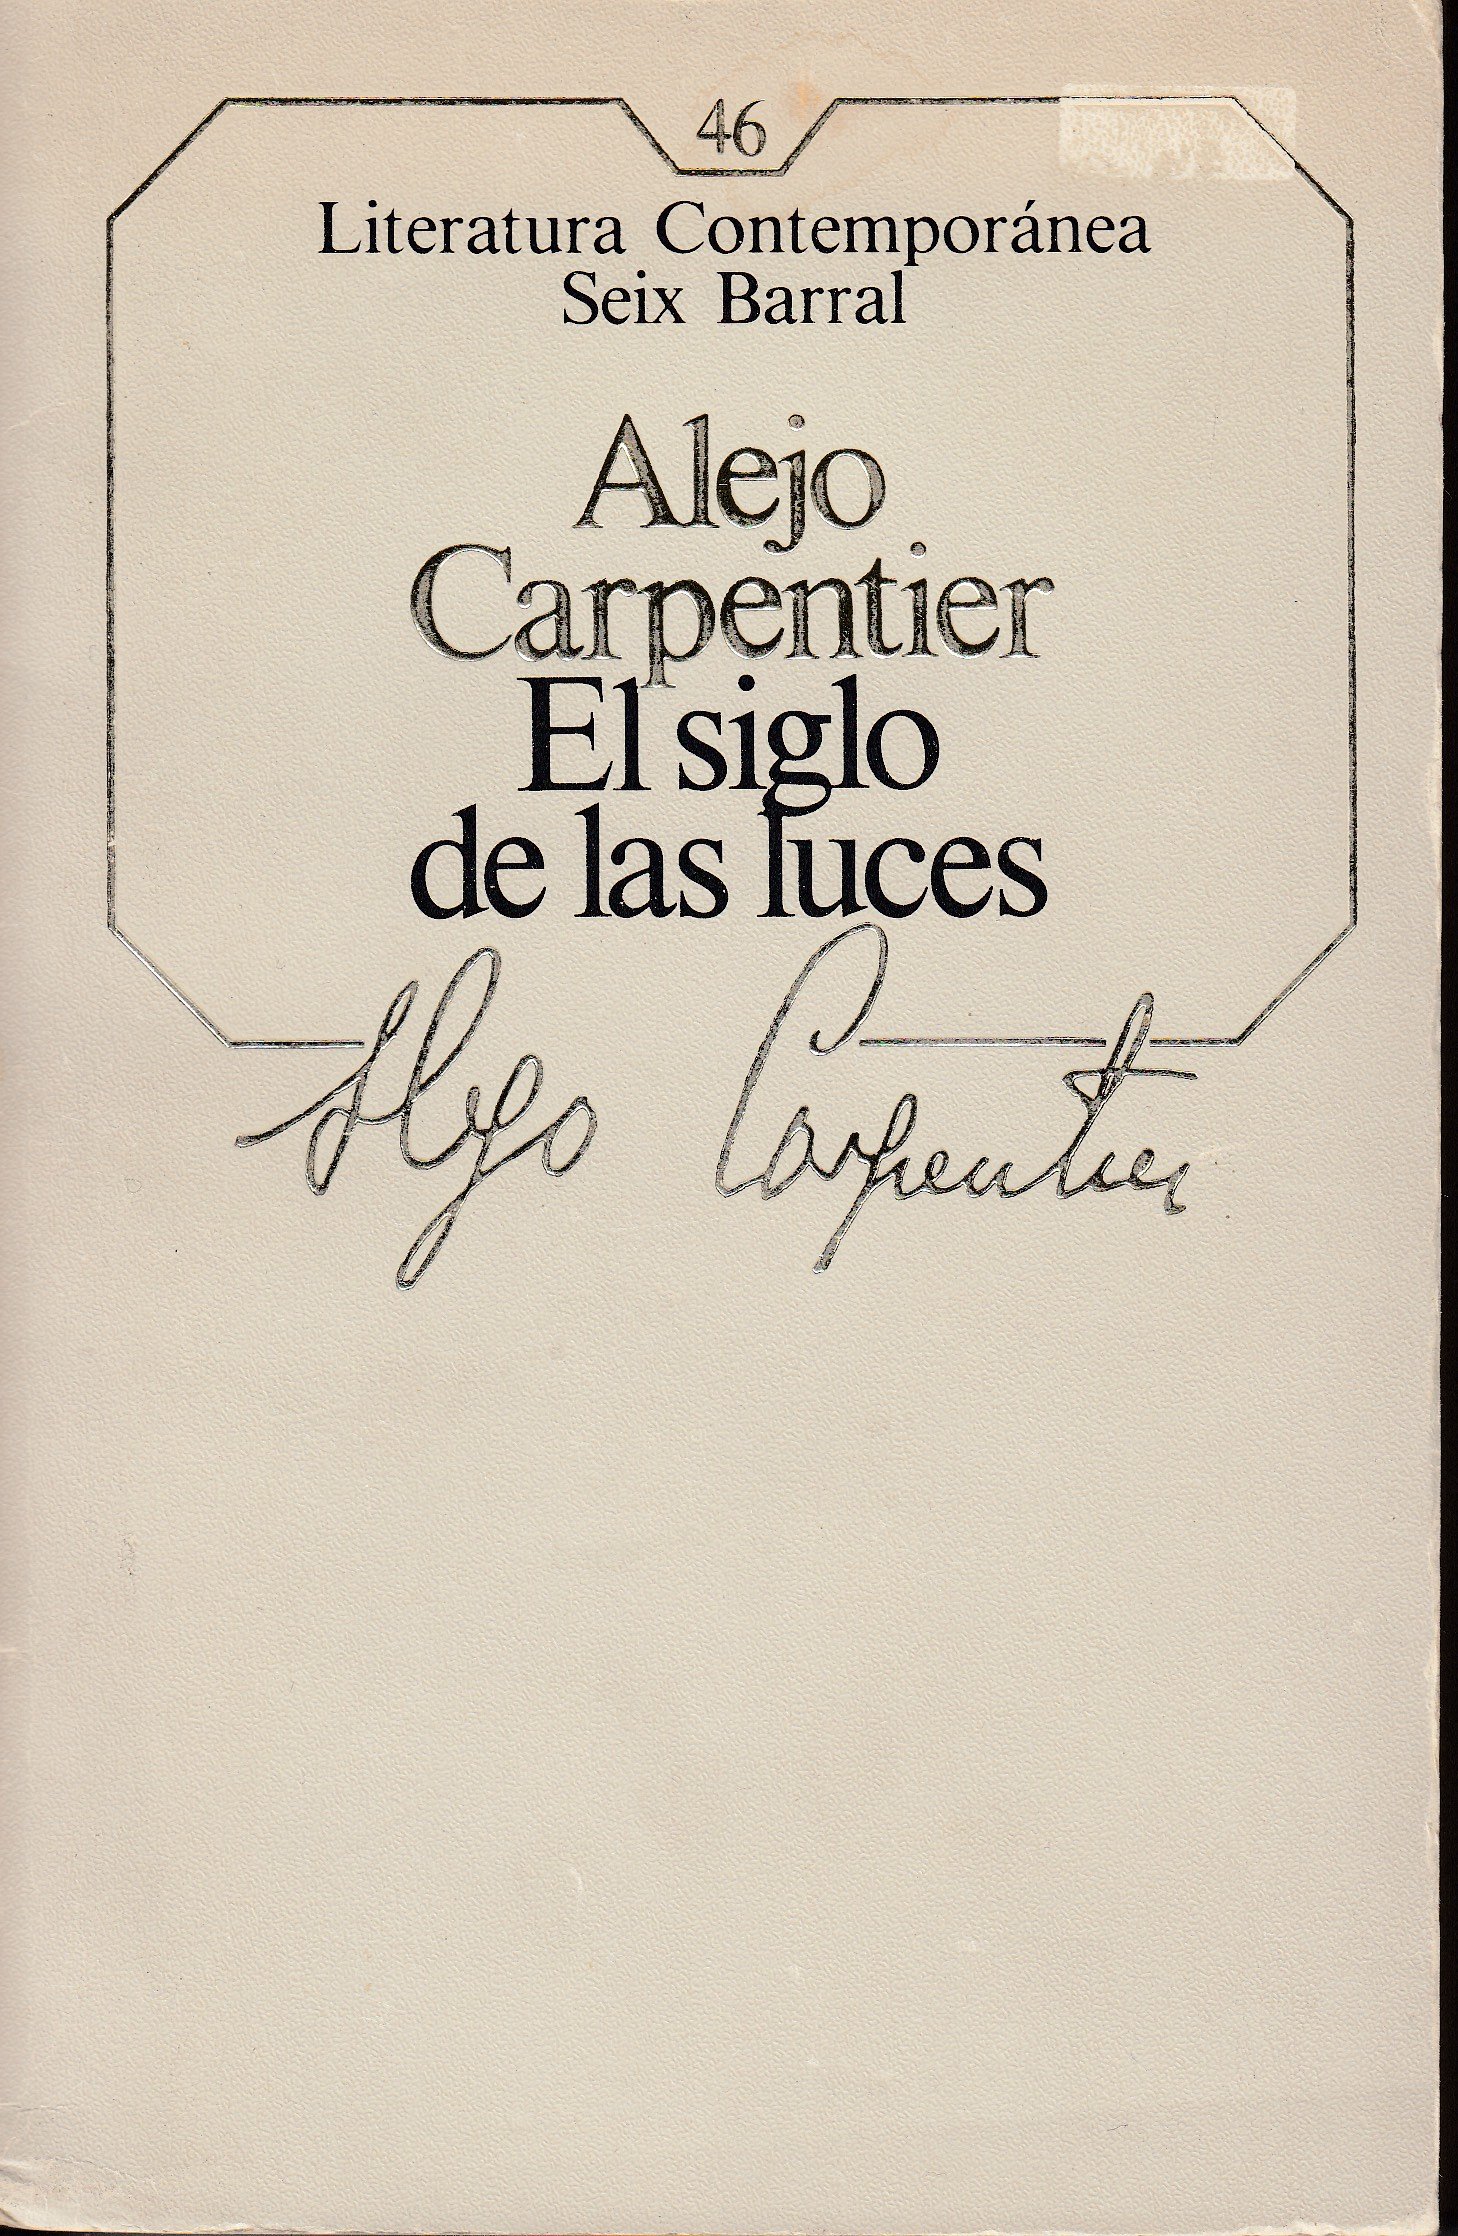 46
Literatura Contemporánea
Seix Barral
Alejo
Carpentier
El siglo
de las luces
Alejo Carpentier